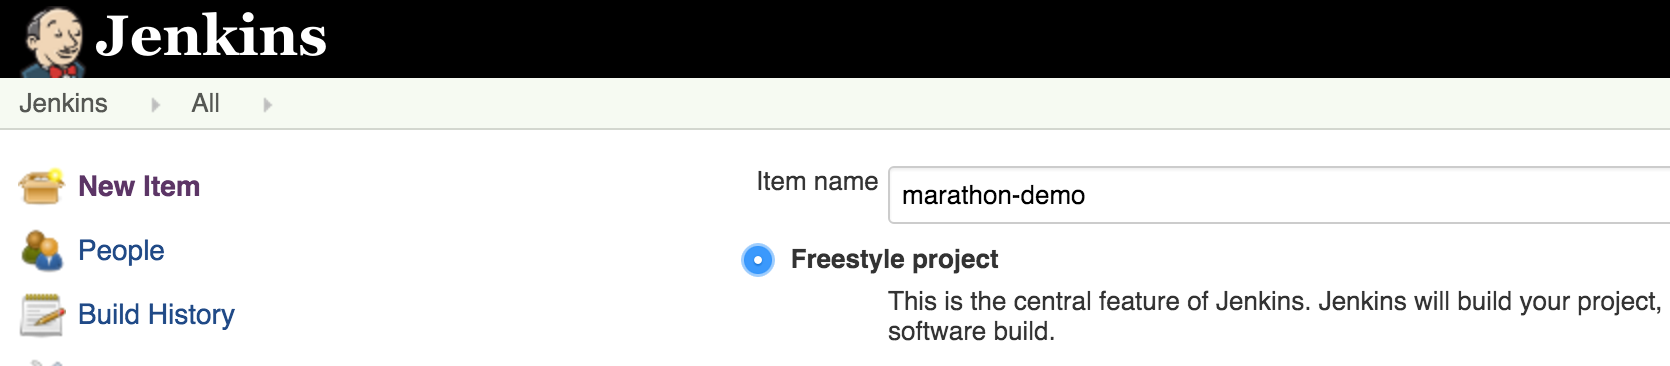 Jenkins
Jenkins All
New Item
People
Build History
Item name marathon-demo
Freestyle project
This is the central feature of Jenkins. Jenkins will build your project,
software build.